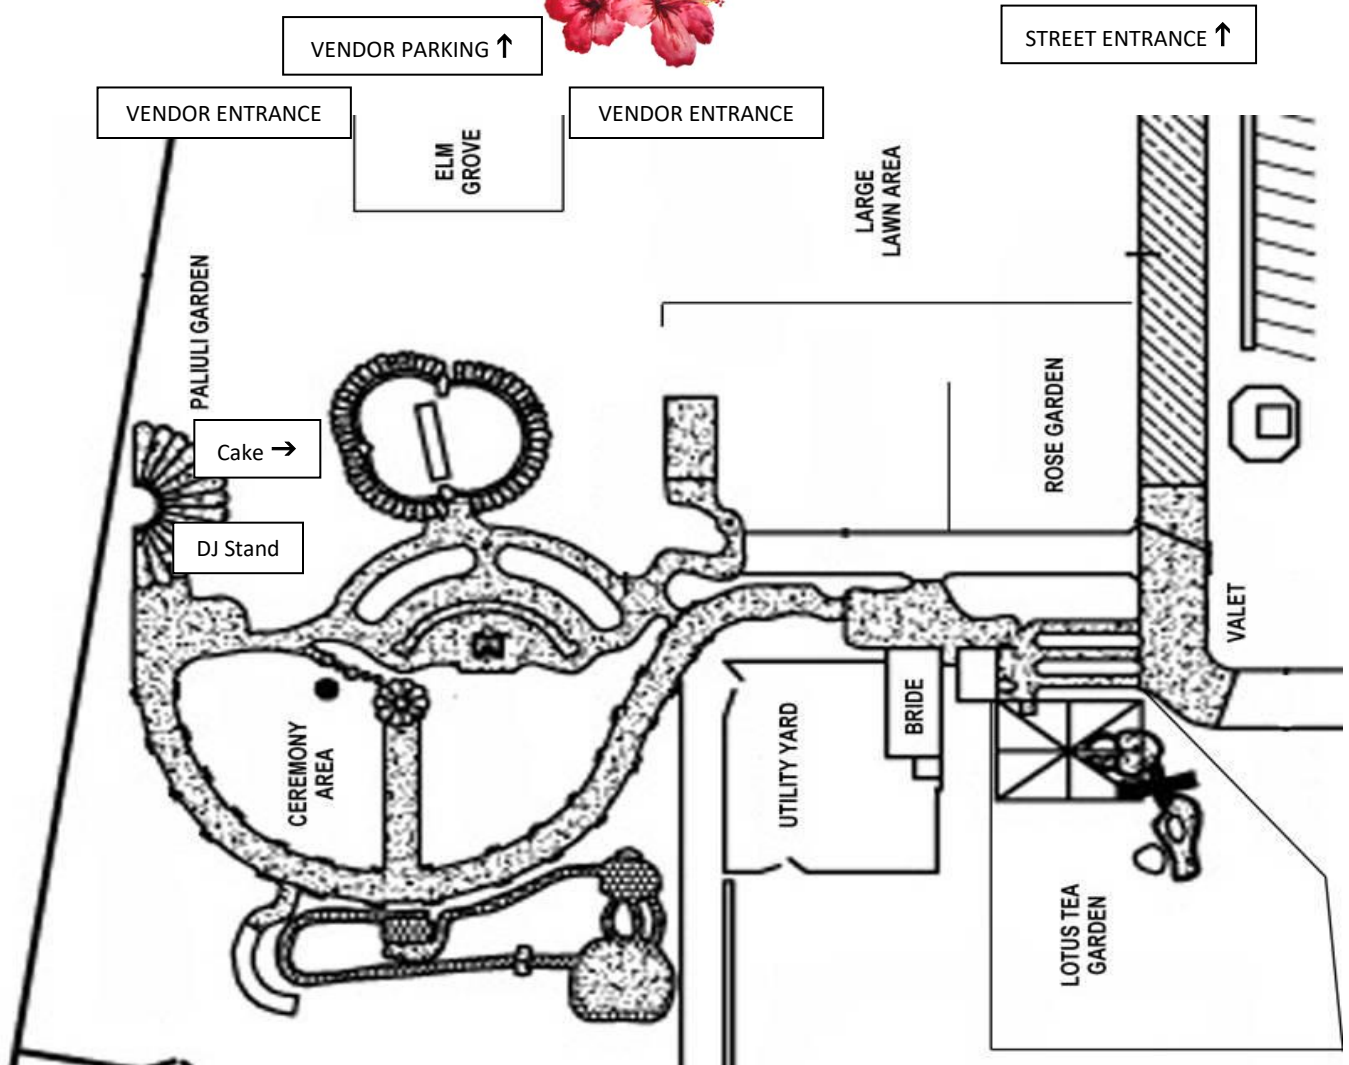 VENDOR PARKING ↑
STREET ENTRANCE ↑
VENDOR ENTRANCE
VENDOR ENTRANCE
ELM
GROVE
LARGE
LAWN AREA
PALIULI GARDEN
Cake →
ROSE GARDEN
DJ Stand
VALET
BRIDE
CEREMONY
AREA
UTILITY YARD
LOTUS TEA
GARDEN